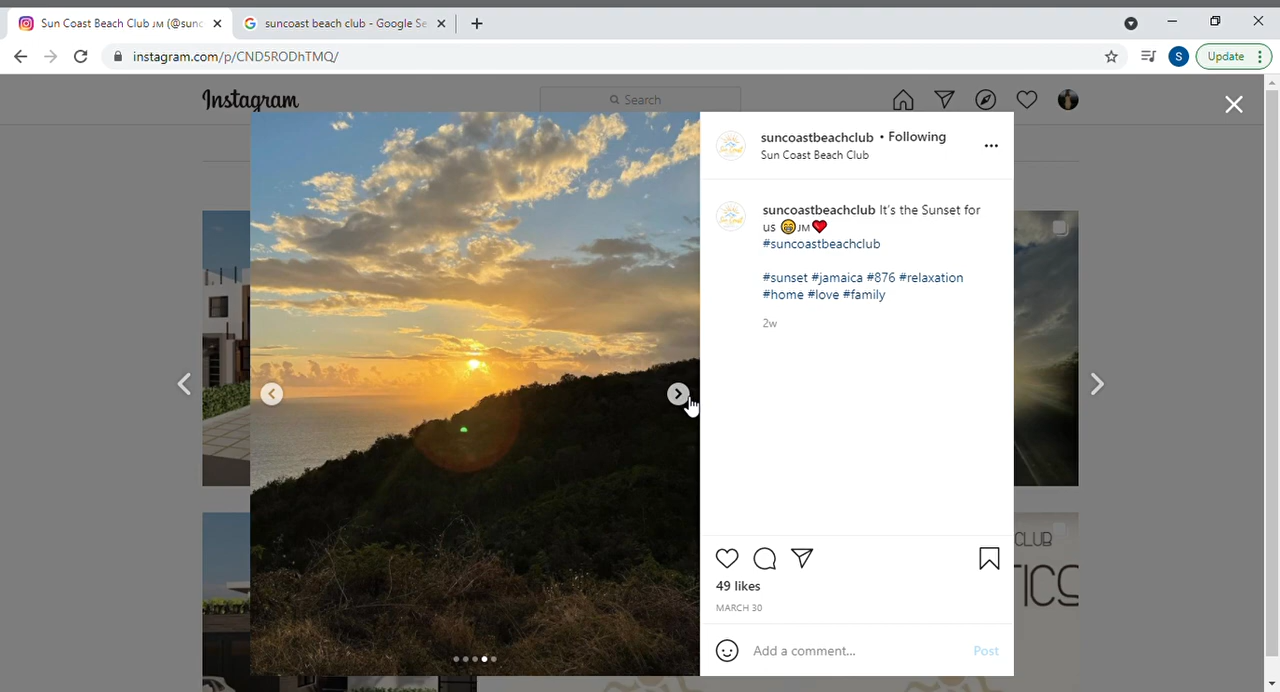 Sun Coast Beach Club JM (@sunc
suncoast beach club - Google Se
instagram.com/p/CND5RODhTMQ/
S
Update
Instagram
Search
suncoastbeachclub • Following
Sun Coast Beach Club
suncoastbeachclub It's the Sunset for
us 😁JM❤️
#suncoastbeachclub
#sunset #jamaica #876 #relaxation
#home #love #family
2w
CLUB
TICS
49 likes
MARCH 30
Add a comment...
Post